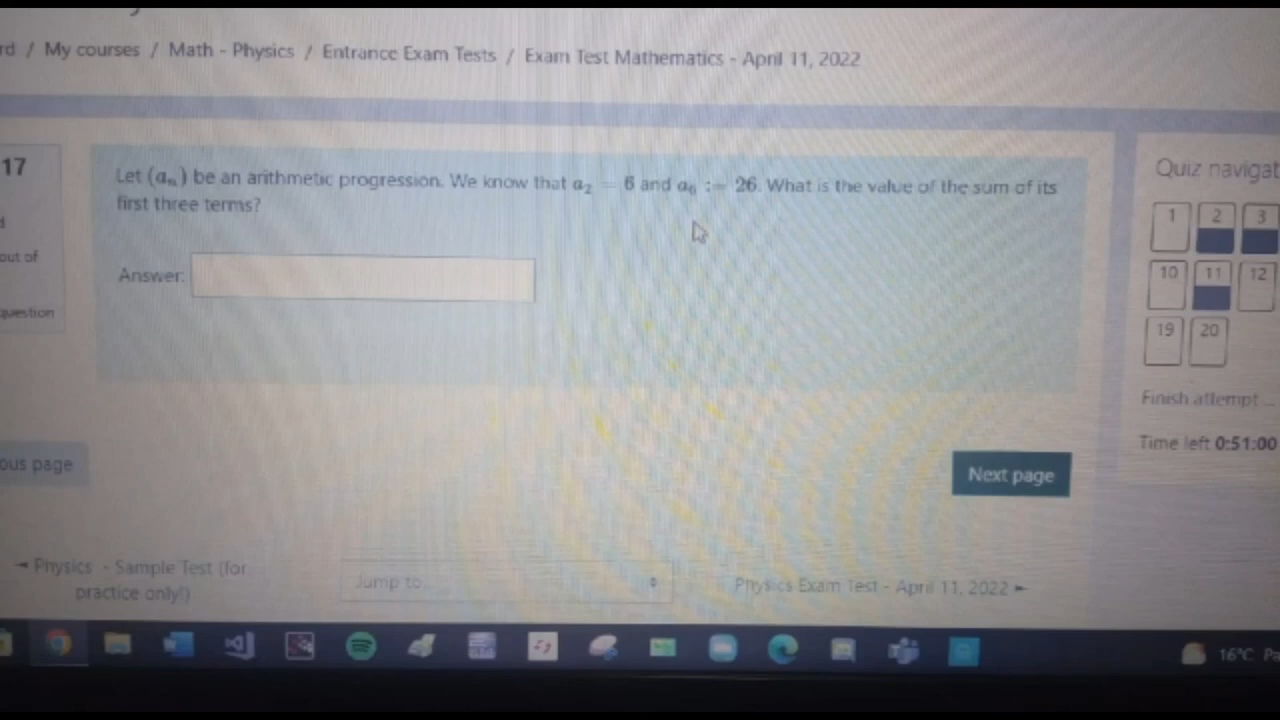 rd / My courses / Math - Physics / Entrance Exam Tests / Exam Test Mathematics - April 11, 2022
17
out of
question
Let (aₙ) be an arithmetic progression. We know that a₂ = 6 and a₆ := 26. What is the value of the sum of its
first three terms?
Answer:
Quiz navigat
1 2 3
10 11 12
19 20
Finish attempt ...
Time left 0:51:00
ous page
Next page
◄ Physics - Sample Test (for
practice only!)
Jump to...
Physics Exam Test - April 11, 2022 ►
16°C Pa